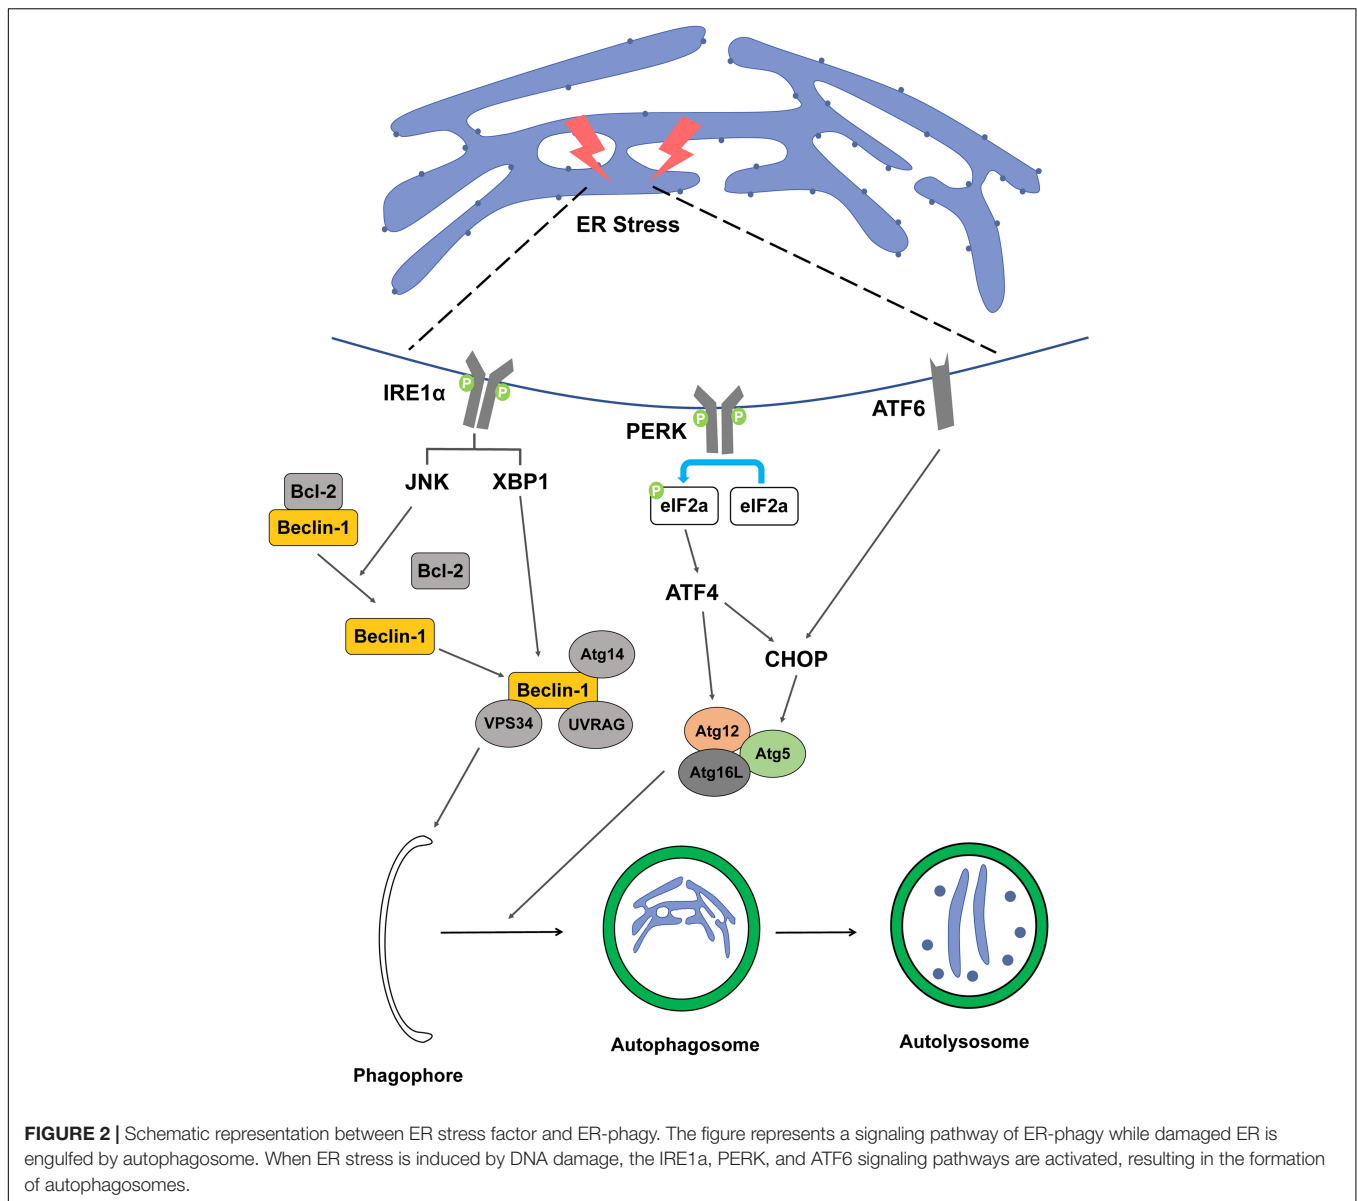 ER Stress
IRE1α
P
P
PERK
P
P
ATF6
JNK
XBP1
Bcl-2
Beclin-1
P
eIF2a
eIF2a
Bcl-2
ATF4
Beclin-1
Atg14
CHOP
Beclin-1
VPS34
UVRAG
Atg12
Atg5
Atg16L
Phagophore
Autophagosome
Autolysosome
FIGURE 2 | Schematic representation between ER stress factor and ER-phagy. The figure represents a signaling pathway of ER-phagy while damaged ER is
engulfed by autophagosome. When ER stress is induced by DNA damage, the IRE1a, PERK, and ATF6 signaling pathways are activated, resulting in the formation
of autophagosomes.